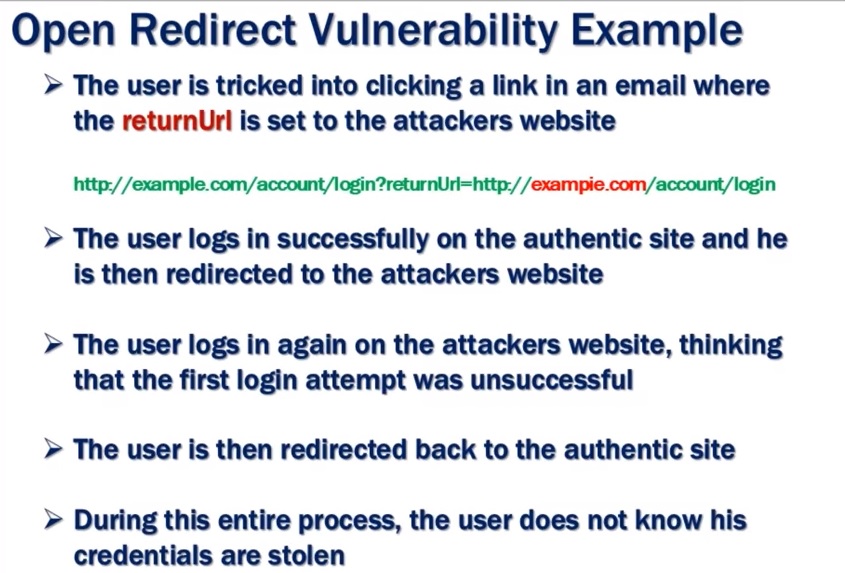 Open Redirect Vulnerability Example
➢ The user is tricked into clicking a link in an email where
the returnUrl is set to the attackers website
http://example.com/account/login?returnUrl=http://exampie.com/account/login
➢ The user logs in successfully on the authentic site and he
is then redirected to the attackers website
➢ The user logs in again on the attackers website, thinking
that the first login attempt was unsuccessful
➢ The user is then redirected back to the authentic site
➢ During this entire process, the user does not know his
credentials are stolen